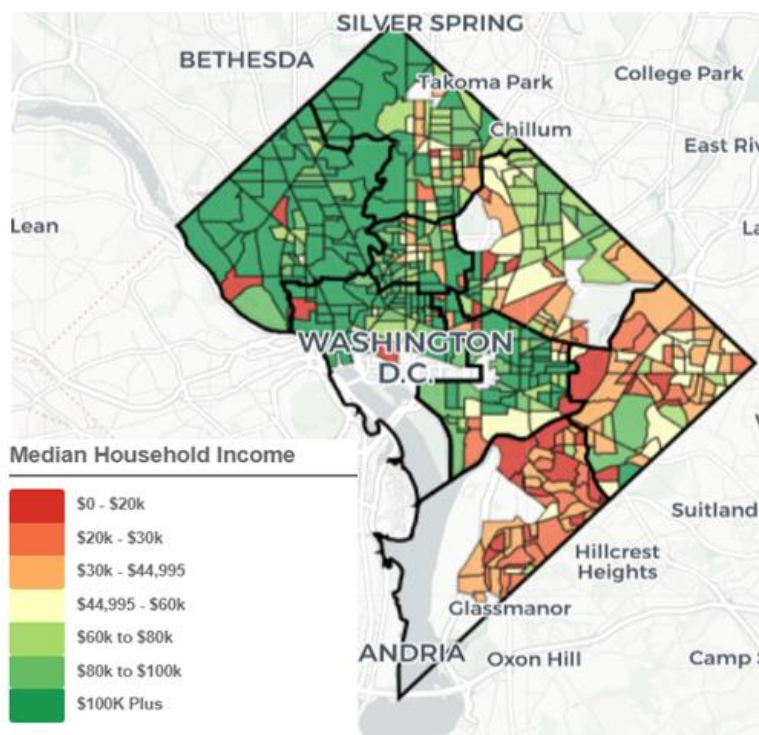 SILVER SPRING
BETHESDA
Takoma Park
College Park
Chillum
East Riv
Lean
La
WASHINGTON
D.C.
Median Household Income
$0 - $20k
$20k - $30k
$30k - $44,995
$44,995 - $60k
$60k to $80k
$80k to $100k
$100K Plus
Suitland
Hillcrest
Heights
Glassmanor
ANDRIA
Oxon Hill
Camp